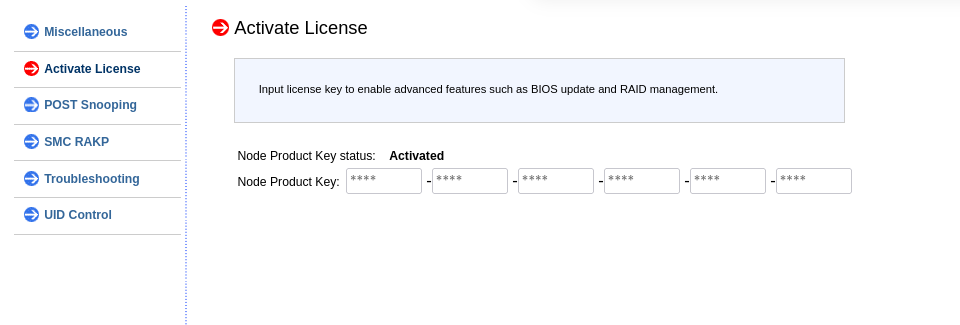 Miscellaneous
Activate License
POST Snooping
SMC RAKP
Troubleshooting
UID Control
Activate License
Input license key to enable advanced features such as BIOS update and RAID management.
Node Product Key status: Activated
Node Product Key: **** - **** - **** - **** - **** - ****